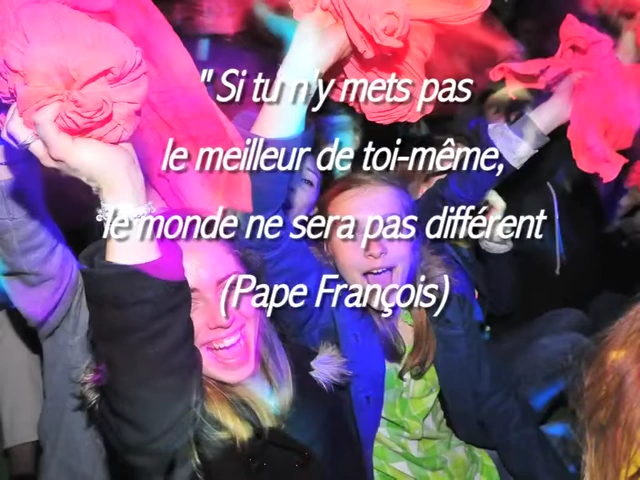 " Si tu n'y mets pas
le meilleur de toi-même,
le monde ne sera pas différent
(Pape François)